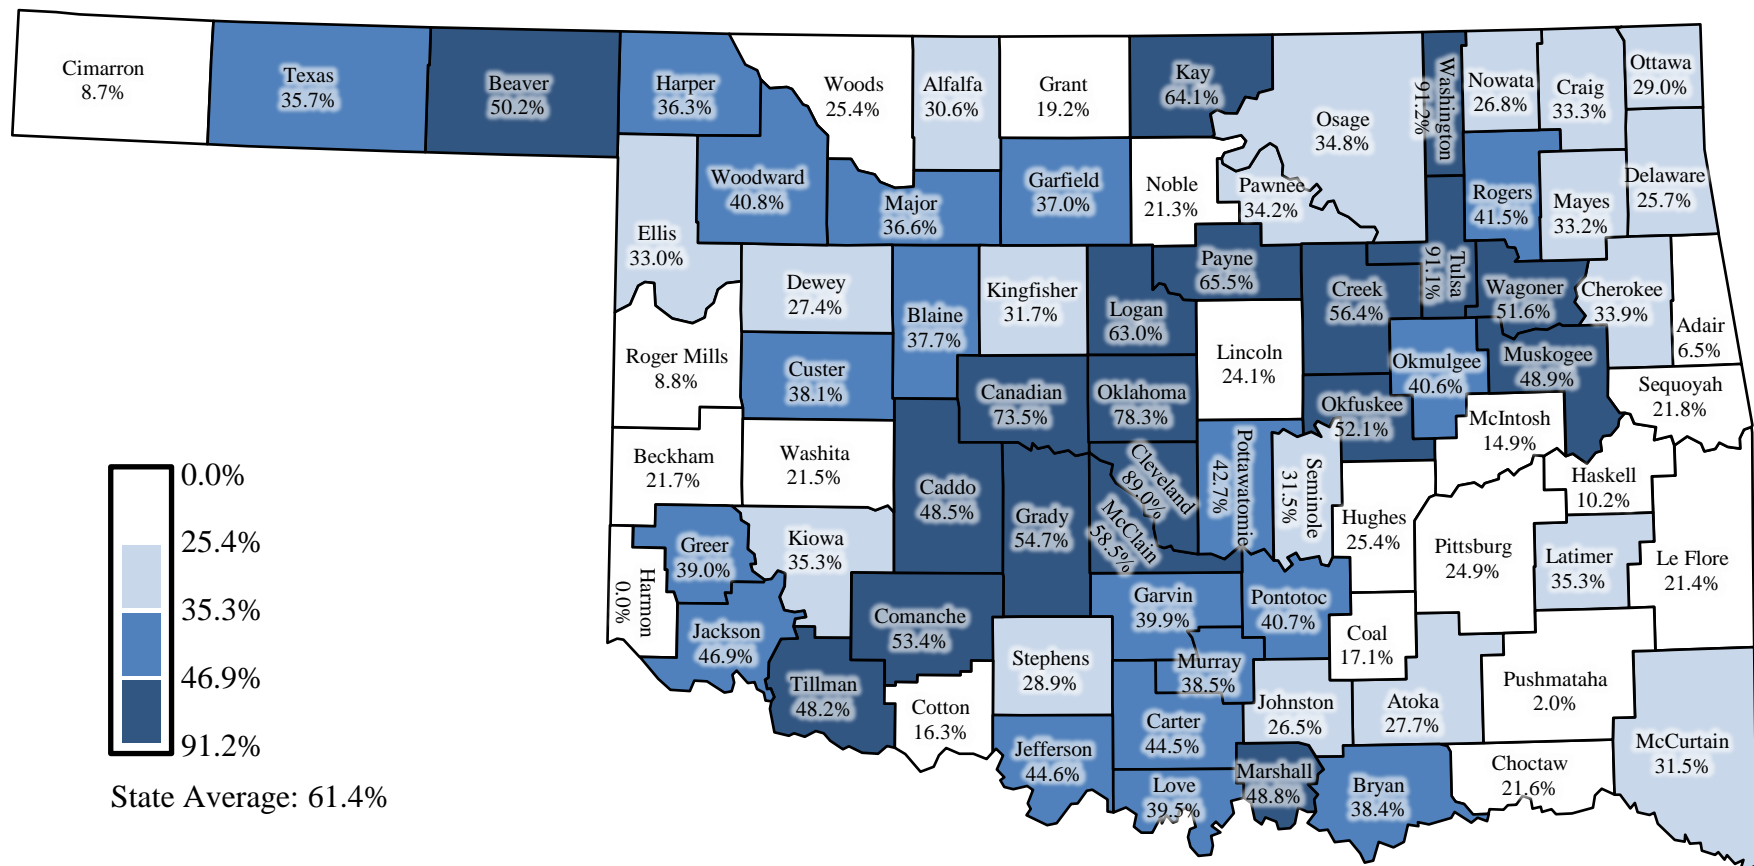 Cimarron
8.7%
Texas
35.7%
Beaver
50.2%
Harper
36.3%
Woods
25.4%
Alfalfa
30.6%
Grant
19.2%
Kay
64.1%
Osage
34.8%
Washington
91.2%
Nowata
26.8%
Craig
33.3%
Ottawa
29.0%
Woodward
40.8%
Major
36.6%
Garfield
37.0%
Noble
21.3%
Pawnee
34.2%
Rogers
41.5%
Mayes
33.2%
Delaware
25.7%
Ellis
33.0%
Dewey
27.4%
Blaine
37.7%
Kingfisher
31.7%
Logan
63.0%
Payne
65.5%
Creek
56.4%
Tulsa
91.1%
Wagoner
51.6%
Cherokee
33.9%
Adair
6.5%
Roger Mills
8.8%
Custer
38.1%
Canadian
73.5%
Oklahoma
78.3%
Lincoln
24.1%
Okfuskee
52.1%
Okmulgee
40.6%
Muskogee
48.9%
Sequoyah
21.8%
McIntosh
14.9%
Beckham
21.7%
Washita
21.5%
Caddo
48.5%
Grady
54.7%
Cleveland
89.0%
McClain
58.5%
Pottawatomie
42.7%
Seminole
31.5%
Hughes
25.4%
Haskell
10.2%
Pittsburg
24.9%
Latimer
35.3%
Le Flore
21.4%
Harmon
0.0%
Greer
39.0%
Kiowa
35.3%
Jackson
46.9%
Comanche
53.4%
Tillman
48.2%
Cotton
16.3%
Stephens
28.9%
Garvin
39.9%
Murray
38.5%
Pontotoc
40.7%
Coal
17.1%
Johnston
26.5%
Atoka
27.7%
Pushmataha
2.0%
McCurtain
31.5%
Jefferson
44.6%
Carter
44.5%
Love
39.5%
Marshall
48.8%
Bryan
38.4%
Choctaw
21.6%
0.0%
25.4%
35.3%
46.9%
91.2%
State Average: 61.4%